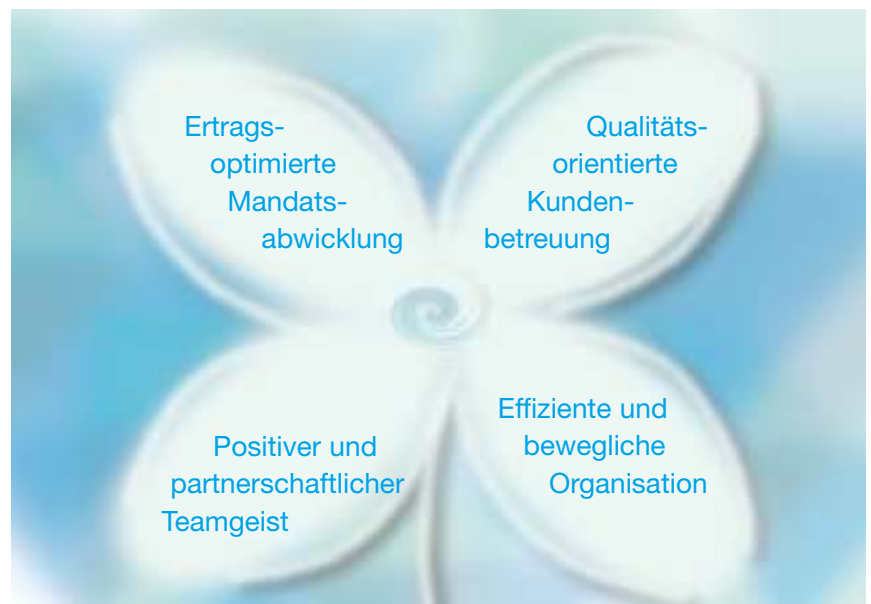 Ertrags-
optimierte
Mandats-
abwicklung
Qualitäts-
orientierte
Kunden-
betreuung
Positiver und
partnerschaftlicher
Teamgeist
Effiziente und
bewegliche
Organisation